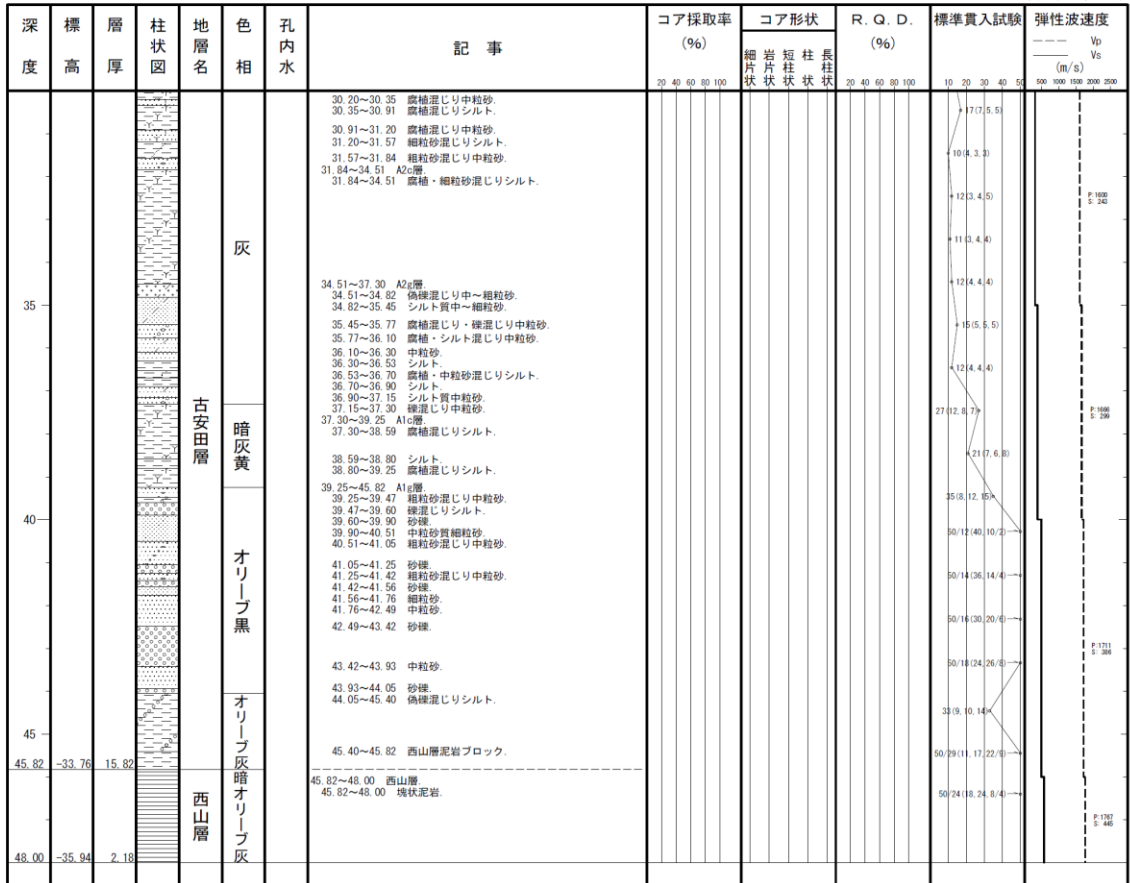 深度
標高
層厚
柱状図
地層名
色相
孔内水
記 事
コア採取率
(%)
20 40 60 80 100
コア形状
細片状 岩片状 短柱状 柱状 長柱状
R. Q. D.
(%)
20 40 60 80 100
標準貫入試験
10 20 30 40 50
弾性波速度
Vp
Vs
(m/s)
500 1000 1500 2000 2500
30.20～30.35 腐植混じり中粒砂.
30.35～30.91 腐植混じりシルト.
30.91～31.20 腐植混じり中粒砂.
31.20～31.57 細粒砂混じりシルト.
31.57～31.84 粗粒砂混じり中粒砂.
31.84～34.51 A2c層.
31.84～34.51 腐植・細粒砂混じりシルト.
34.51～37.30 A2g層.
34.51～34.82 偽礫混じり中～粗粒砂.
34.82～35.45 シルト質中～細粒砂.
35.45～35.77 腐植混じり・礫混じり中粒砂.
35.77～36.10 腐植・シルト混じり中粒砂.
36.10～36.30 中粒砂.
36.30～36.53 シルト.
36.53～36.70 腐植・中粒砂混じりシルト.
36.70～36.90 シルト.
36.90～37.15 シルト質中粒砂.
37.15～37.30 礫混じり中粒砂.
37.30～39.25 A1c層.
37.30～38.59 腐植混じりシルト.
38.59～38.80 シルト.
38.80～39.25 腐植混じりシルト.
39.25～45.82 A1g層.
39.25～39.47 粗粒砂混じり中粒砂.
39.47～39.60 礫混じりシルト.
39.60～39.90 砂礫.
39.90～40.51 中粒砂質細粒砂.
40.51～41.05 粗粒砂混じり中粒砂.
41.05～41.25 砂礫.
41.25～41.42 粗粒砂混じり中粒砂.
41.42～41.56 砂礫.
41.56～41.76 細粒砂.
41.76～42.49 中粒砂.
42.49～43.42 砂礫.
43.42～43.93 中粒砂.
43.93～44.05 砂礫.
44.05～45.40 偽礫混じりシルト.
45.40～45.82 西山層泥岩ブロック.
45.82～48.00 西山層.
45.82～48.00 塊状泥岩.
35
40
45
45.82 -33.76 15.82
48.00 -35.94 2.18
古安田層
西山層
灰
暗灰黄
オリーブ黒
オリーブ灰
暗オリーブ灰
17(7, 5, 5)
10(4, 3, 3)
12(3, 4, 5)
11(3, 4, 4)
12(4, 4, 4)
15(5, 5, 5)
12(4, 4, 4)
27(12, 8, 7)
21(7, 6, 8)
35(8, 12, 15)
50/12(40, 10/2)
50/14(36, 14/4)
50/16(30, 20/6)
50/18(24, 26/8)
33(9, 10, 14)
50/29(11, 17, 22/9)
50/24(18, 24, 8/4)
P:1600
S: 243
P:1666
S: 299
P:1711
S: 386
P:1767
S: 445